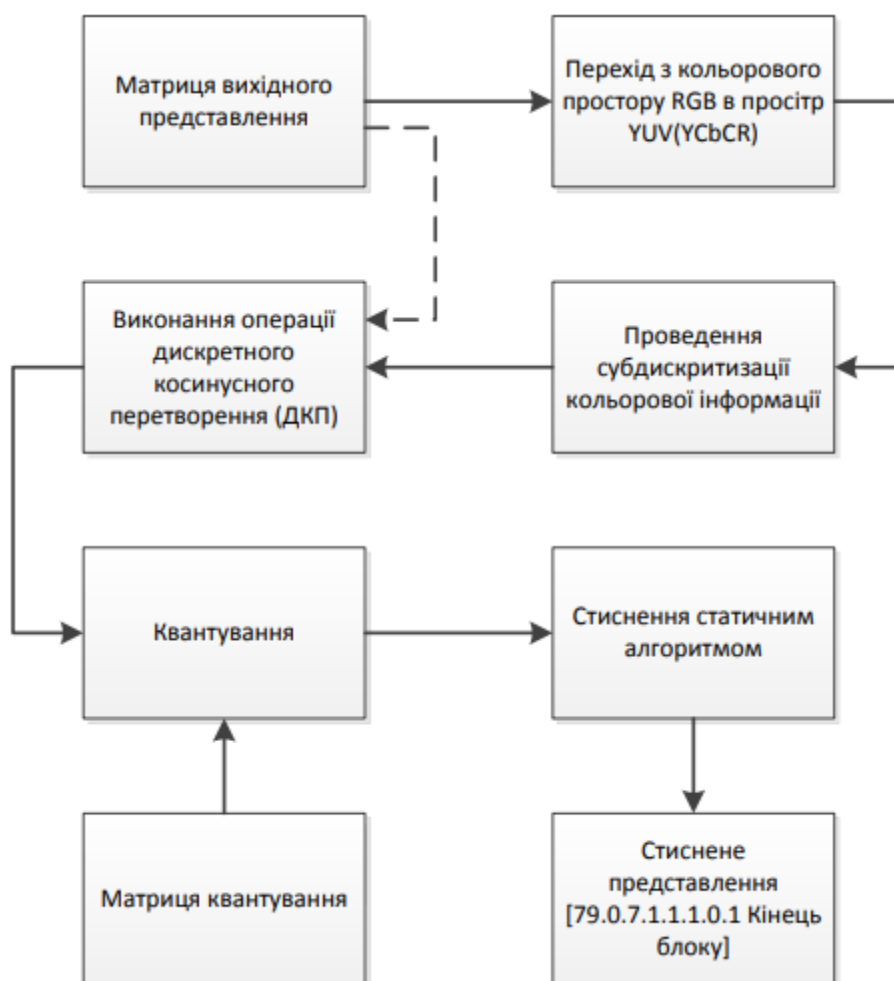 Матриця вихідного
представлення
Перехід з кольорового
простору RGB в просітр
YUV(YCbCR)
Виконання операції
дискретного
косинусного
перетворення (ДКП)
Проведення
субдискритизації
кольорової інформації
Квантування
Стиснення статичним
алгоритмом
Матриця квантування
Стиснене
представлення
[79.0.7.1.1.1.0.1 Кінець
блоку]